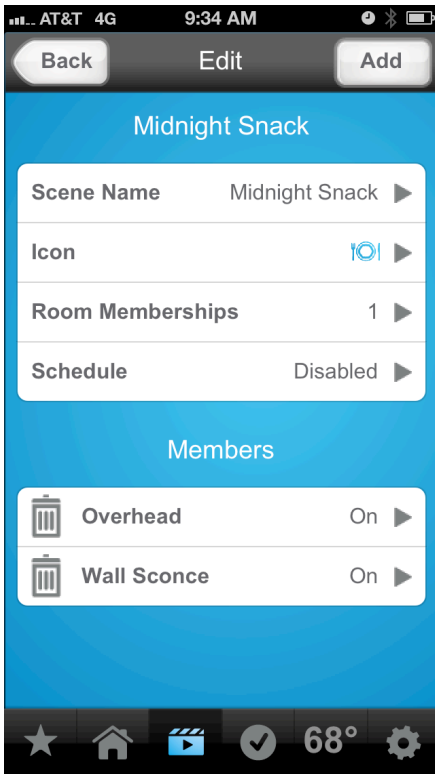 AT&T 4G 9:34 AM
Back Edit Add
Midnight Snack
Scene Name Midnight Snack
Icon
Room Memberships 1
Schedule Disabled
Members
Overhead On
Wall Sconce On
68°